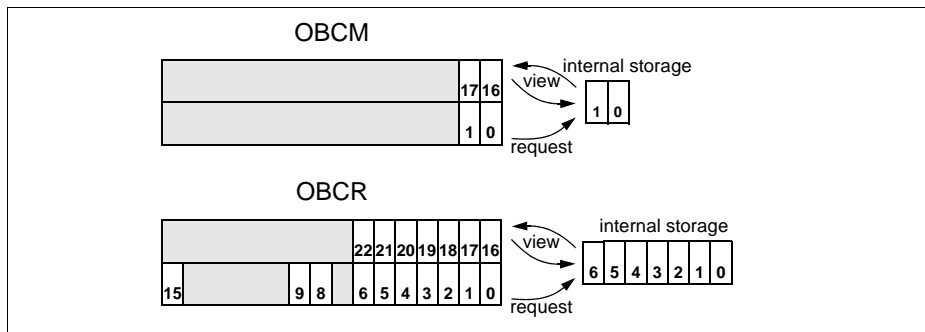 OBCM
internal storage
view
17 16
1 0
1 0
request
OBCR
internal storage
view
22 21 20 19 18 17 16
6 5 4 3 2 1 0
15 9 8 6 5 4 3 2 1 0
request